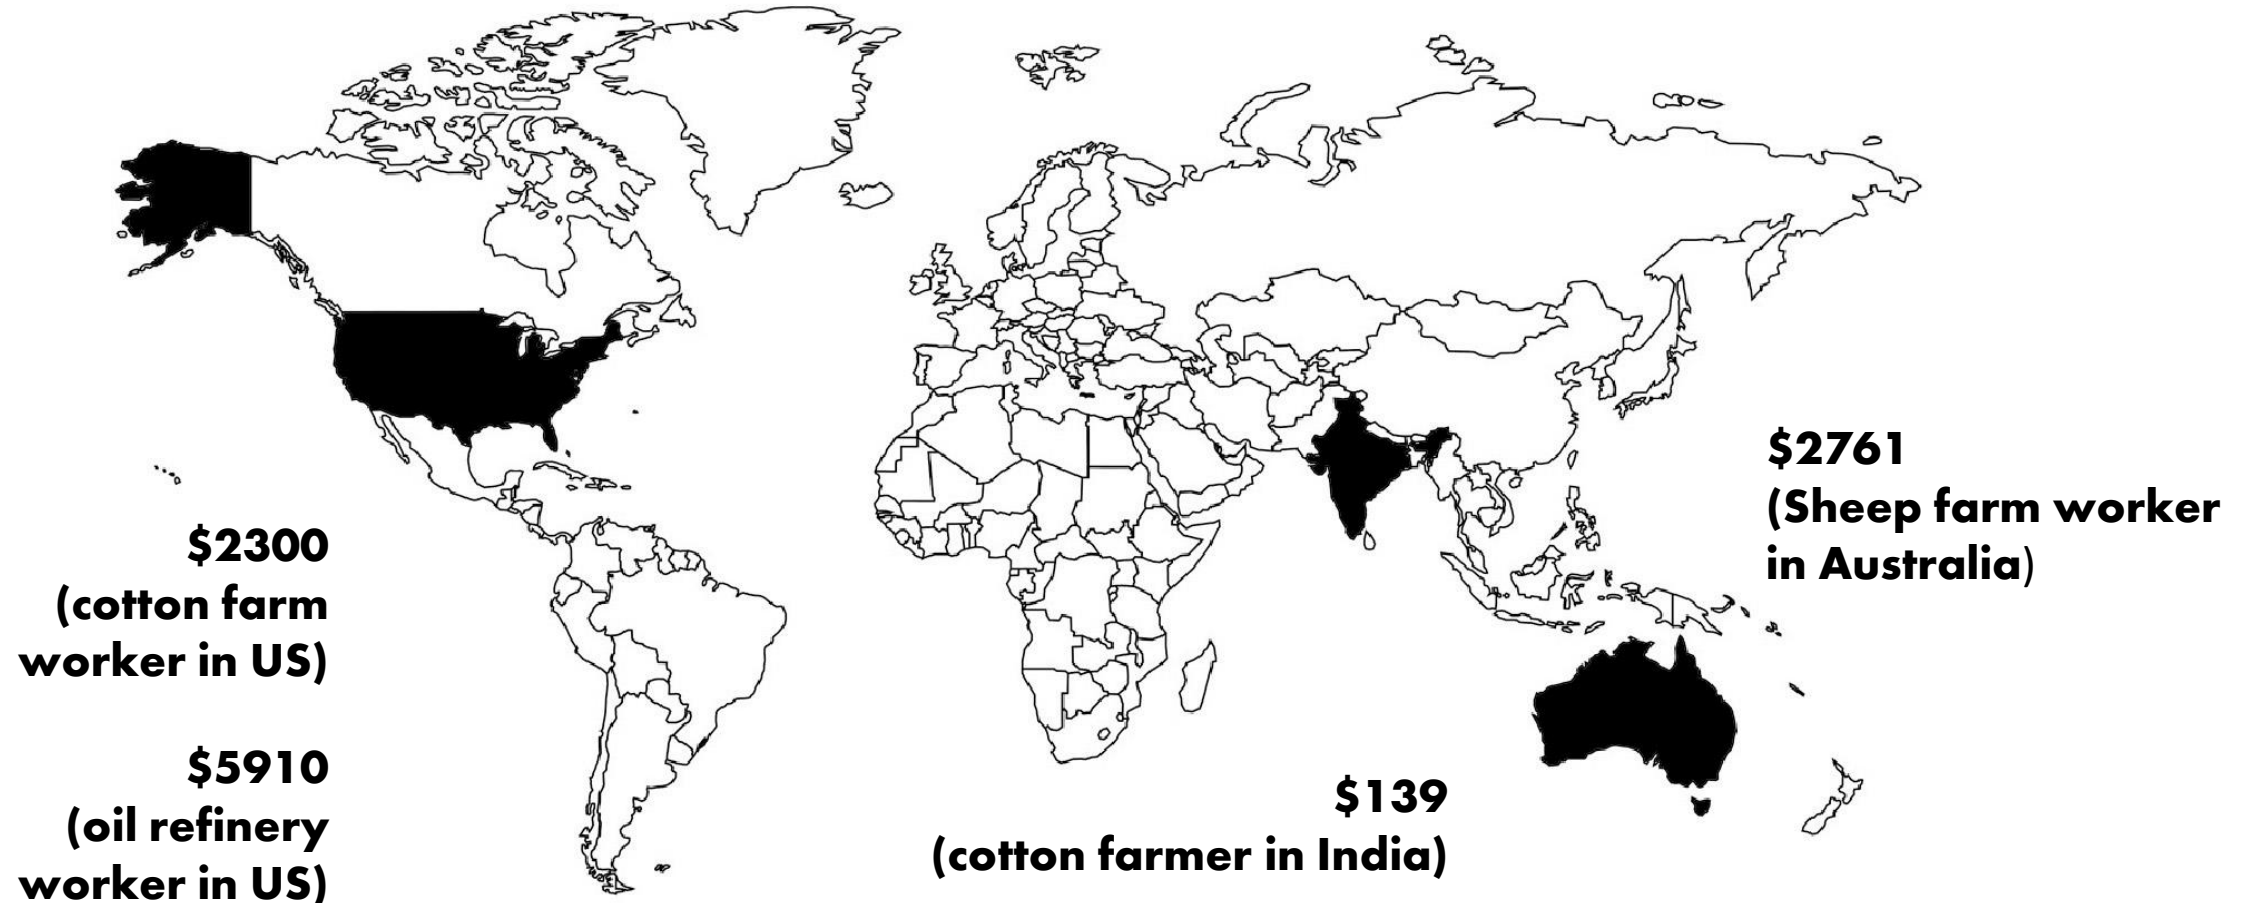 $2300
(cotton farm
worker in US)
$5910
(oil refinery
worker in US)
$139
(cotton farmer in India)
$2761
(Sheep farm worker
in Australia)